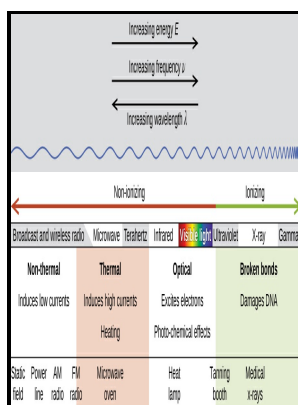 Increasing energy E
Increasing frequency υ
Increasing wavelength λ
Non-ionizing Ionizing
Broadcast and wireless radio Microwave Terahertz Infrared Visible light Ultraviolet X-ray Gamma
Non-thermal Thermal Optical Broken bonds
Induces low currents Induces high currents Excites electrons Damages DNA
Heating Photo-chemical effects
Static Power AM FM Microwave Heat Tanning Medical
field line radio radio oven lamp booth x-rays